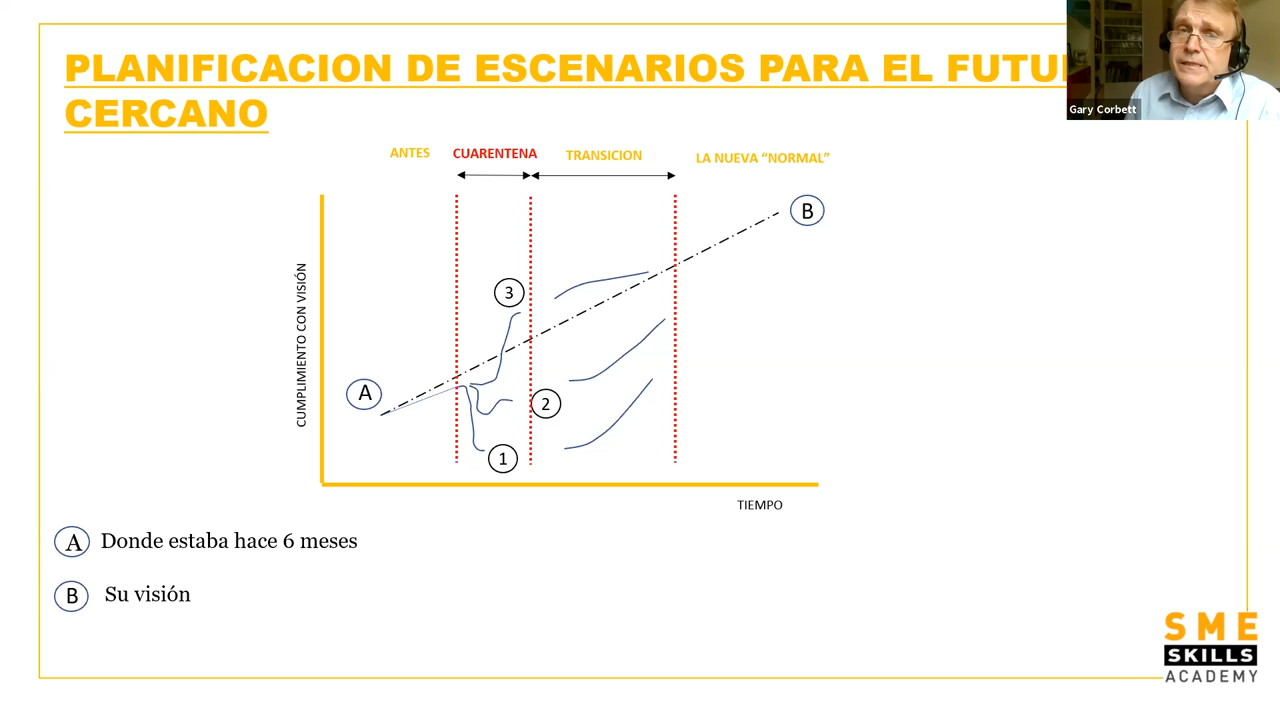 PLANIFICACION DE ESCENARIOS PARA EL
CERCANO
Gary Corbett
ANTES
CUARENTENA
TRANSICION
LA NUEVA “NORMAL”
B
3
A
2
1
CUMPLIMIENTO CON VISIÓN
TIEMPO
A Donde estaba hace 6 meses
B Su visión
SME
SKILLS
ACADEMY